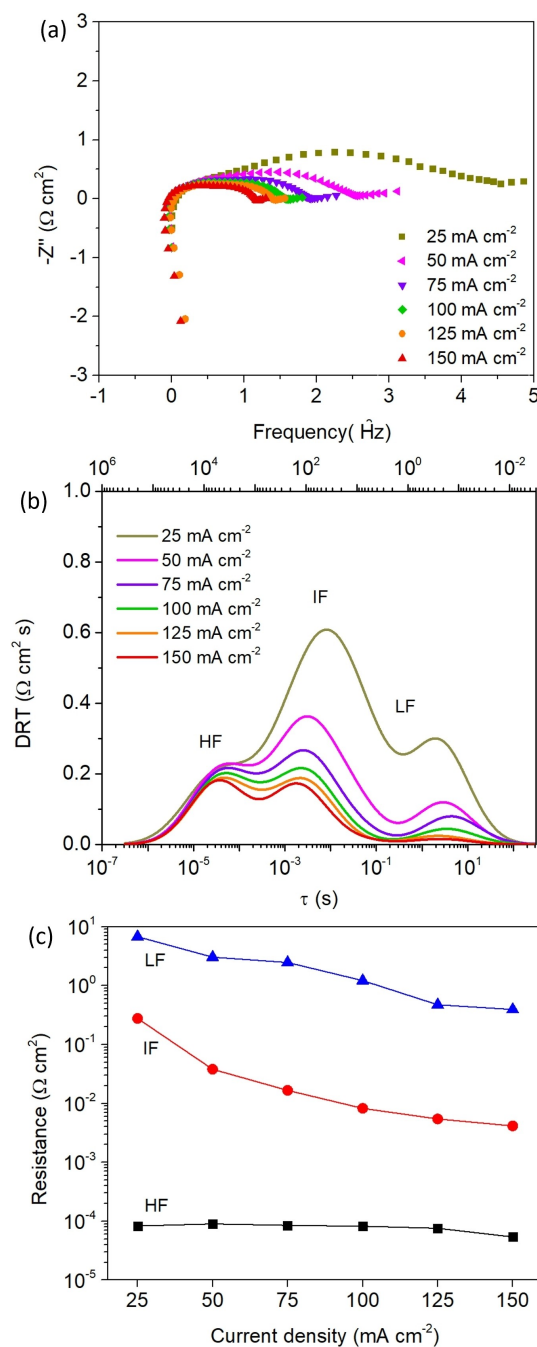 (a)
3
2
1
0
-1
-2
-3
-Z" (Ω cm²)
25 mA cm⁻²
50 mA cm⁻²
75 mA cm⁻²
100 mA cm⁻²
125 mA cm⁻²
150 mA cm⁻²
-1 0 1 2 3 4 5
Frequency( Hz)
10⁶ 10⁴ 10² 10⁰ 10⁻²
(b)
1.0
0.8
0.6
0.4
0.2
0.0
DRT (Ω cm² s)
25 mA cm⁻²
50 mA cm⁻²
75 mA cm⁻²
100 mA cm⁻²
125 mA cm⁻²
150 mA cm⁻²
IF
LF
HF
10⁻⁷ 10⁻⁵ 10⁻³ 10⁻¹ 10¹
τ (s)
(c)
10¹
10⁰
10⁻¹
10⁻²
10⁻³
10⁻⁴
10⁻⁵
Resistance (Ω cm²)
LF
IF
HF
25 50 75 100 125 150
Current density (mA cm⁻²)